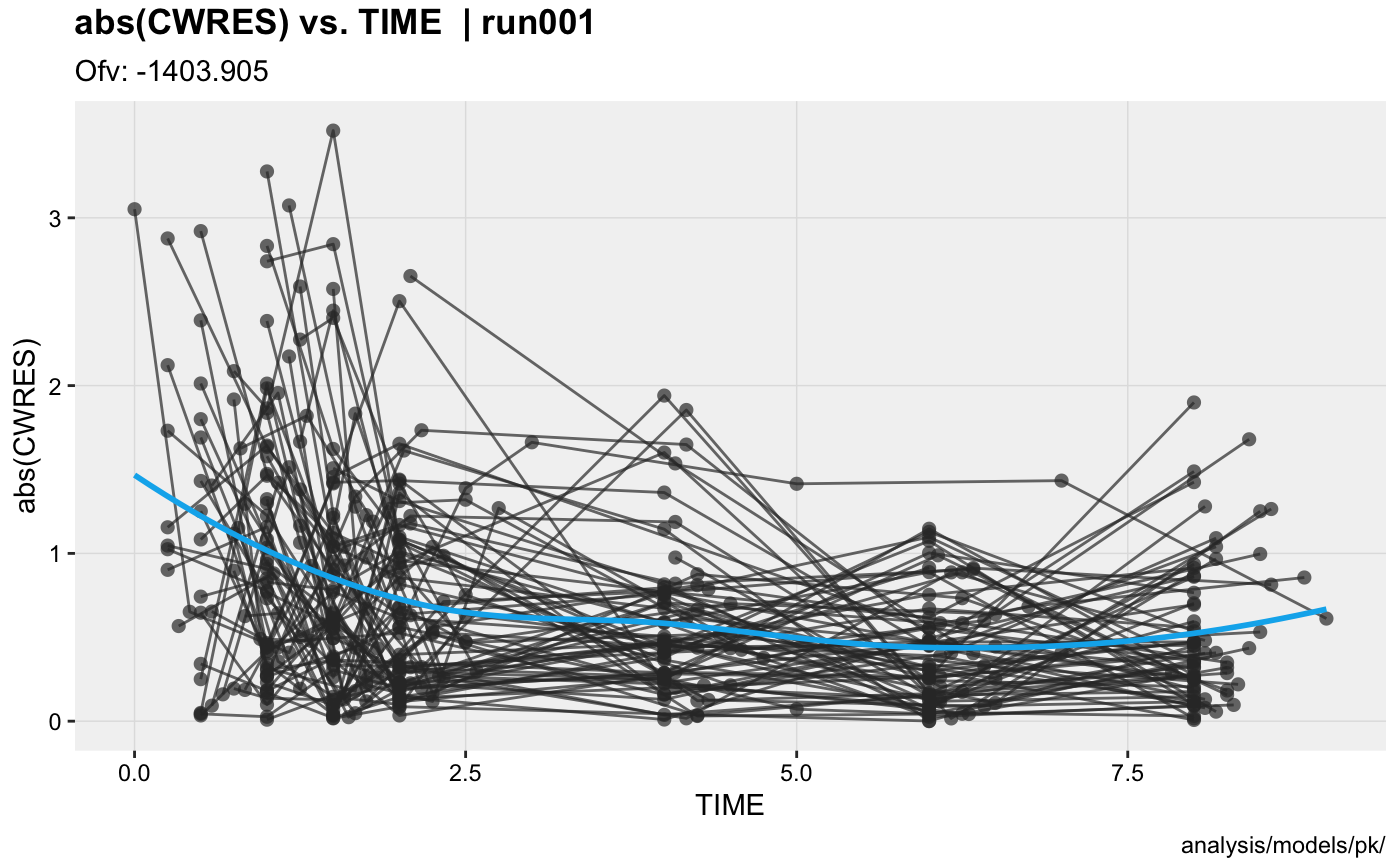 abs(CWRES) vs. TIME | run001
Ofv: -1403.905
3
2
1
0
abs(CWRES)
0.0 2.5 5.0 7.5
TIME
analysis/models/pk/